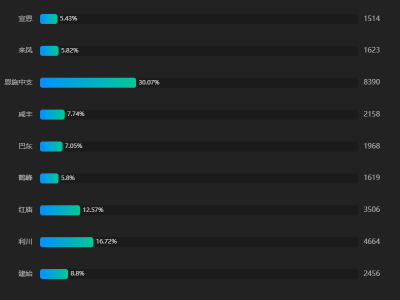 宣恩 5.43% 1514
来凤 5.82% 1623
恩施中支 30.07% 8390
咸丰 7.74% 2158
巴东 7.05% 1968
鹤峰 5.8% 1619
红庙 12.57% 3506
利川 16.72% 4664
建始 8.8% 2456